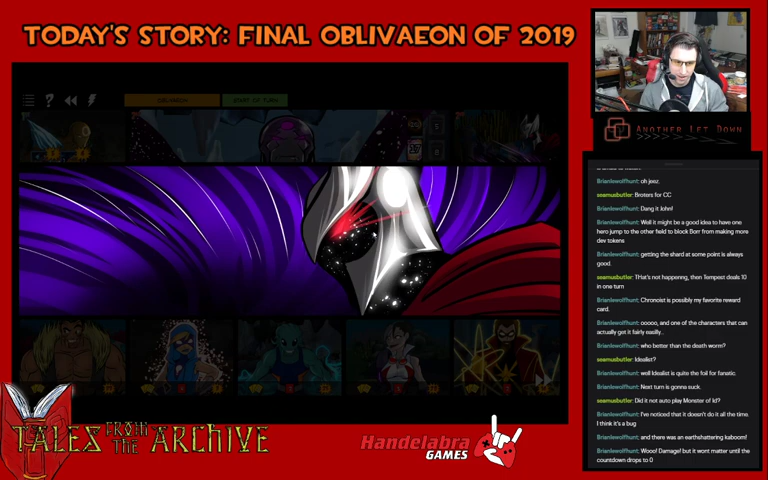 TODAY'S STORY: FINAL OBLIVAEON OF 2019
OBLIVAEON
START OF TURN
ANOTHER JET DOWN
Brianlewolfhunt: oh jeez.
seamusbutler: Broters for CC
Brianlewolfhunt: Dang it John!
Brianlewolfhunt: Well it might be a good idea to have one
hero jump to the other field to block Borr from making more
dev tokens
Brianlewolfhunt: getting the shard at some point is always
good.
seamusbutler: THat's not happening, then Tempest deals 10
in one turn
Brianlewolfhunt: Chronoist is possibly my favorite reward
card.
Brianlewolfhunt: ooooo, and one of the characters that can
actually get it fairly easilly..
Brianlewolfhunt: who better than the death worm?
seamusbutler: Idealist?
Brianlewolfhunt: well Idealist is quite the foil for fanatic.
Brianlewolfhunt: Next turn is gonna suck.
seamusbutler: Did it not auto play Monster of Id?
Brianlewolfhunt: I've noticed that it doesn't do it all the time.
I think it's a bug
Brianlewolfhunt: and there was an earthshattering kaboom!
Brianlewolfhunt: Wooo! Damage! but it wont matter until the
countdown drops to 0
TALES FROM THE ARCHIVE
Handelabra
GAMES